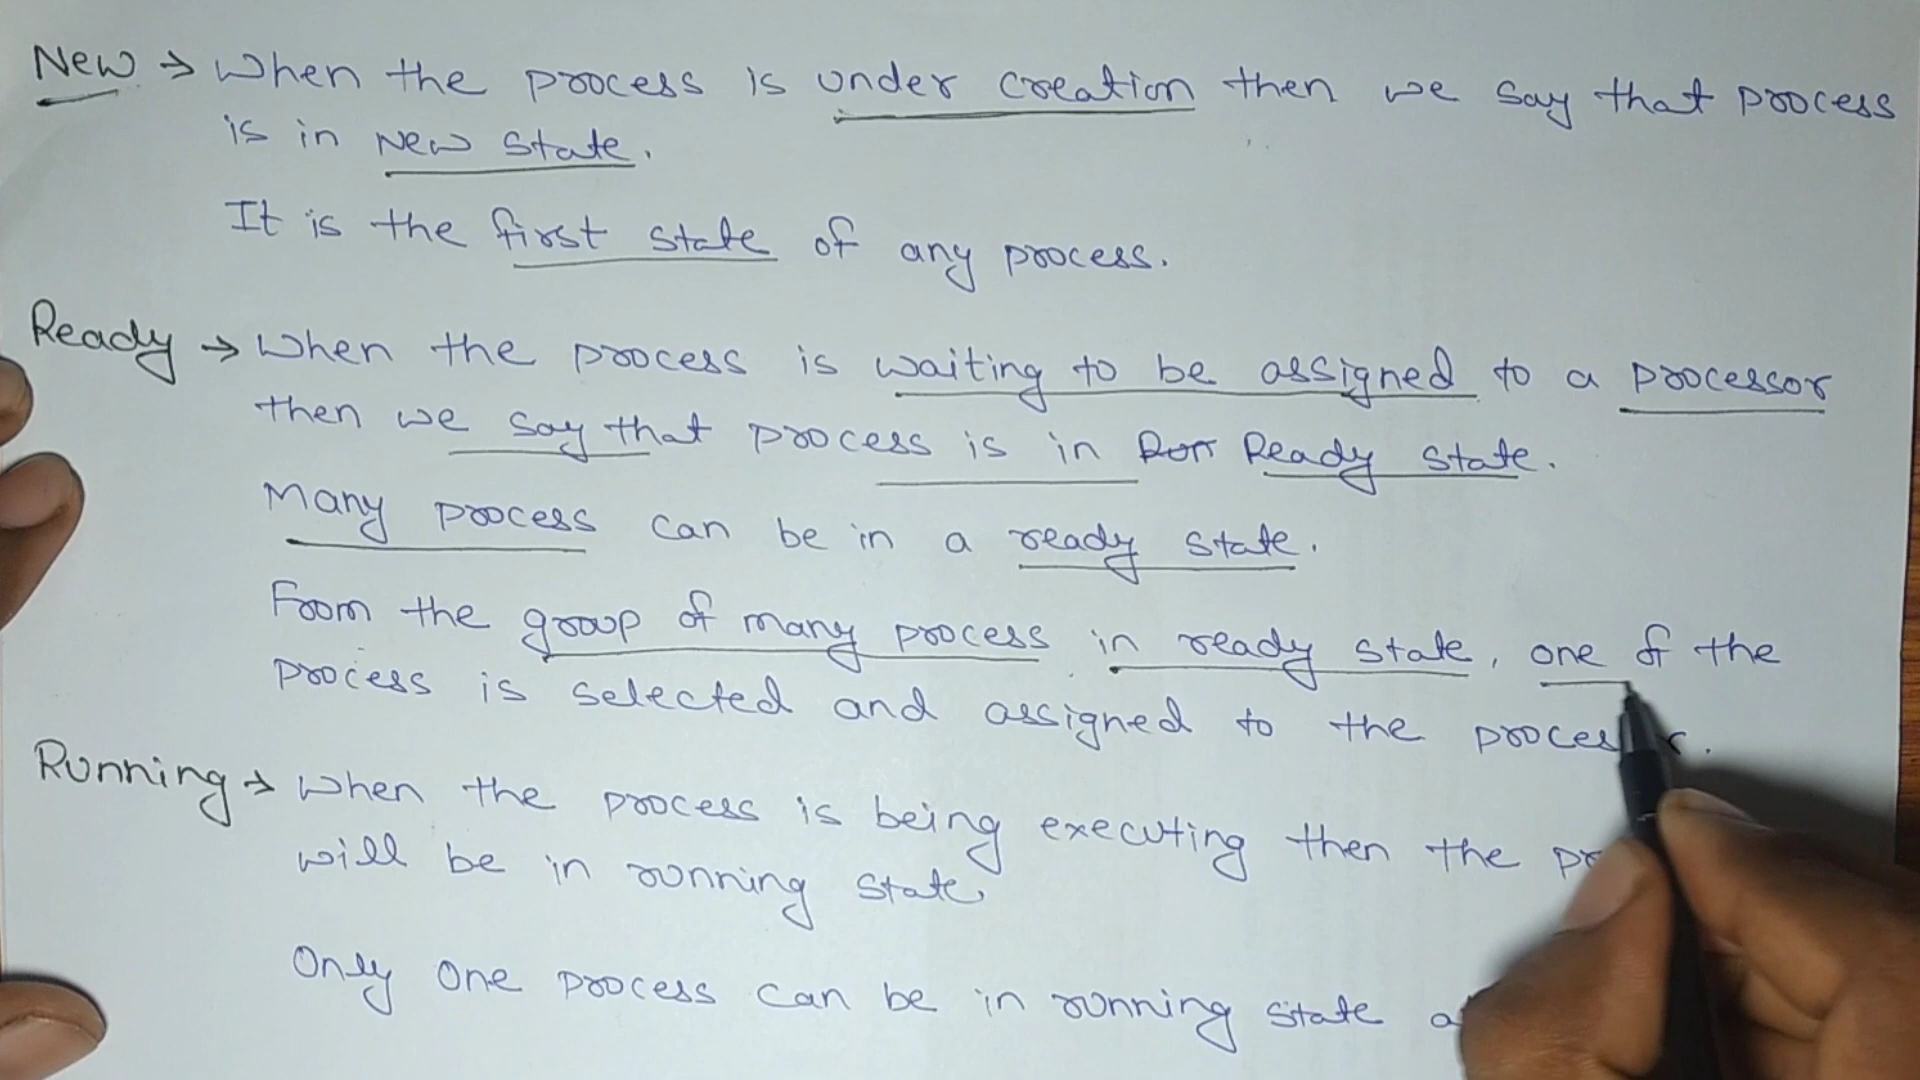 New → When the process is under creation then we say that process
is in New State.
It is the first state of any process.
Ready → When the process is waiting to be assigned to a processor
then we say that process is in Ready state.
Many process can be in a ready state.
From the group of many process in ready state, one of the
process is selected and assigned to the
Running → When the process is being executing then the
will be in running state.
Only one process can be in running state